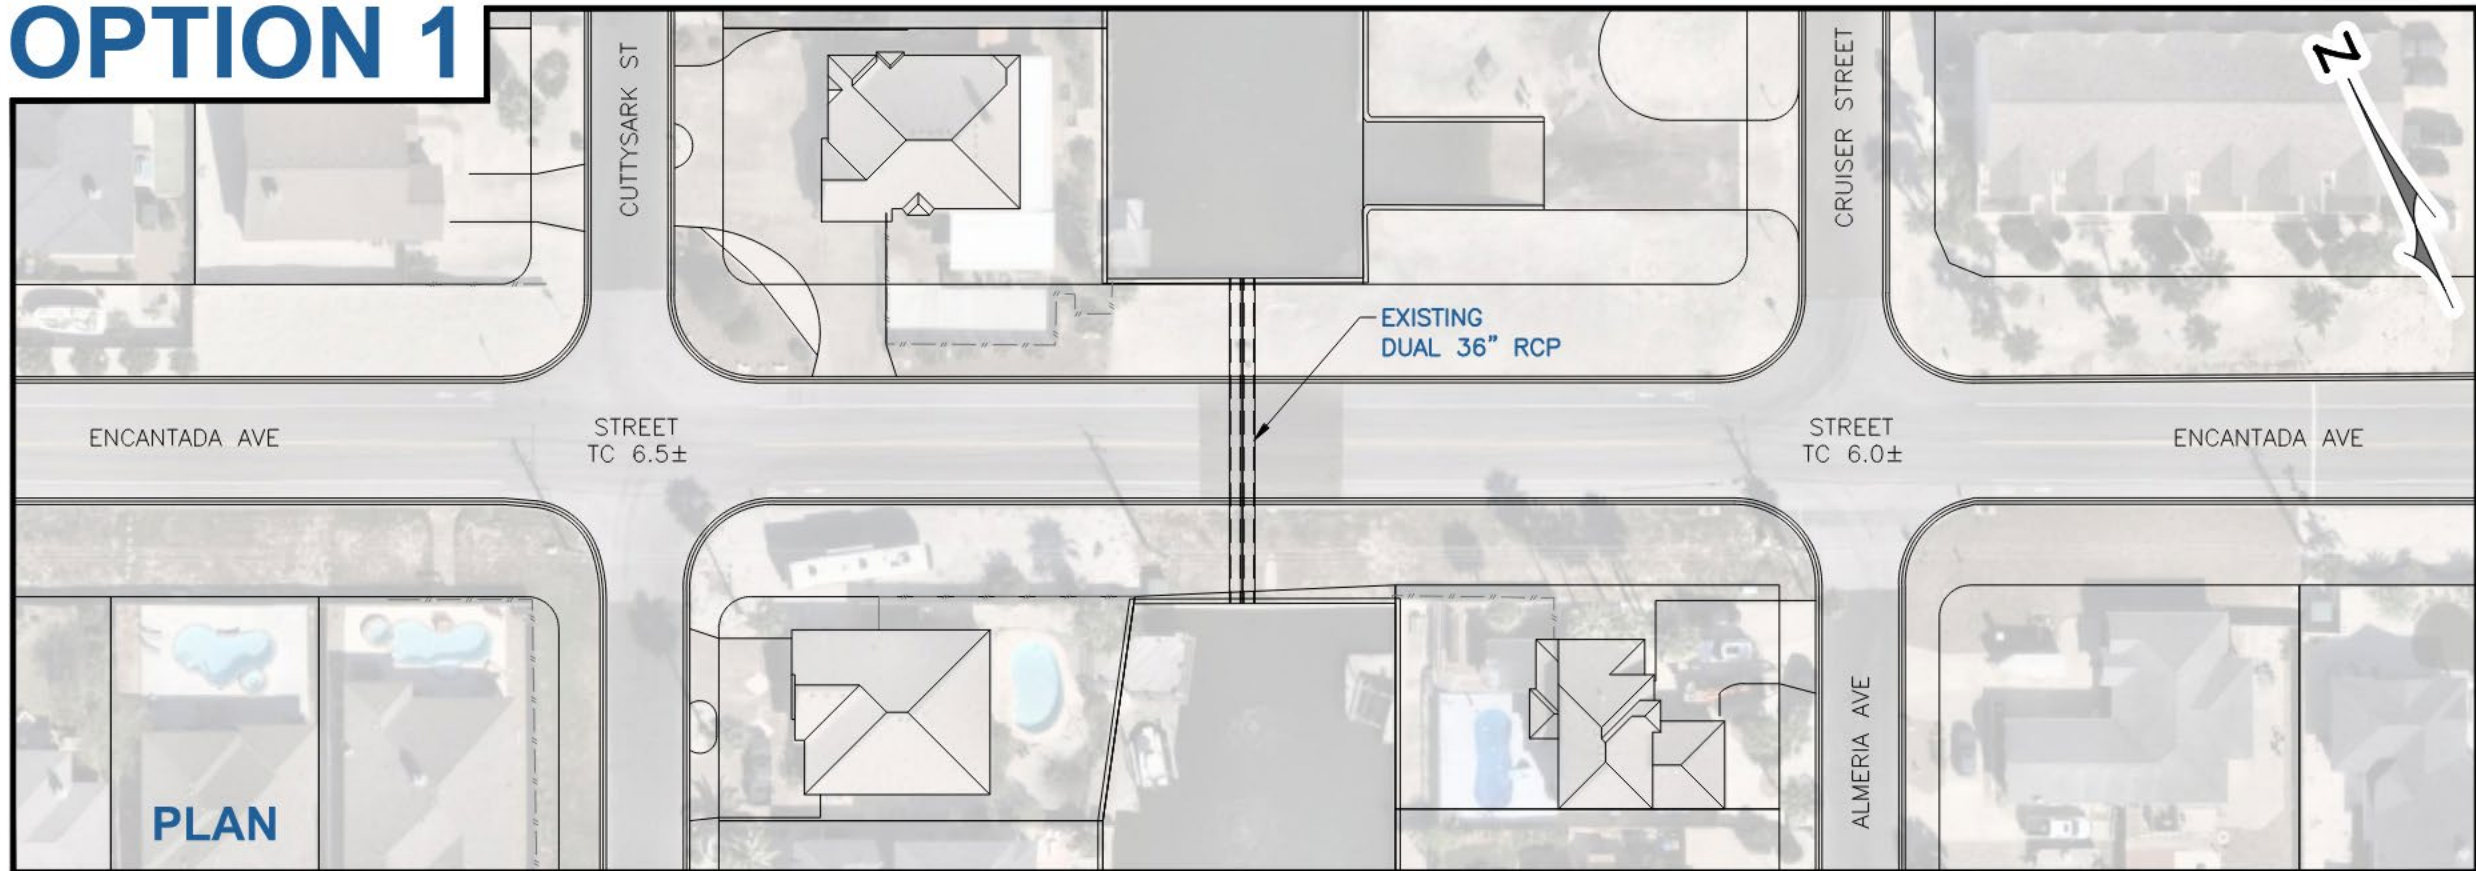 OPTION 1
CUTTYSARK ST
CRUISER STREET
N
EXISTING
DUAL 36" RCP
ENCANTADA AVE
STREET
TC 6.5±
STREET
TC 6.0±
ENCANTADA AVE
ALMERIA AVE
PLAN